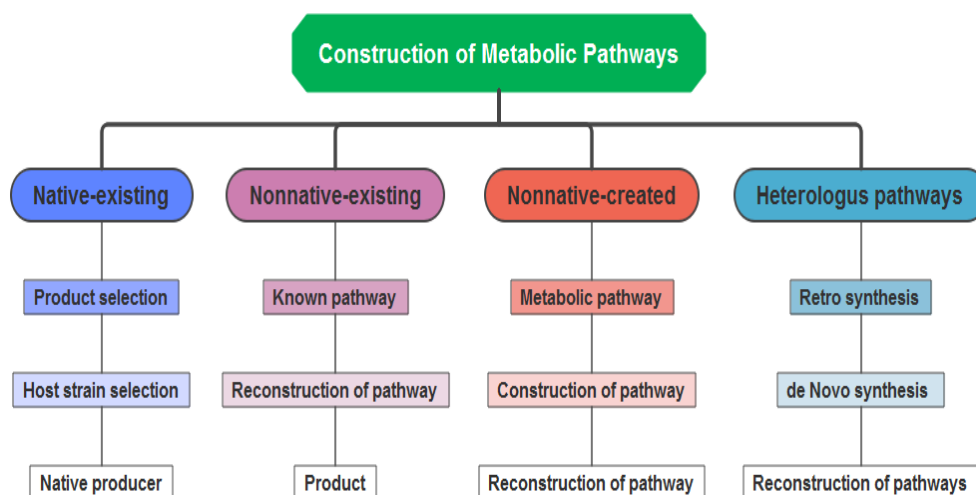 Construction of Metabolic Pathways
Native-existing
Nonnative-existing
Nonnative-created
Heterologus pathways
Product selection
Known pathway
Metabolic pathway
Retro synthesis
Host strain selection
Reconstruction of pathway
Construction of pathway
de Novo synthesis
Native producer
Product
Reconstruction of pathway
Reconstruction of pathways